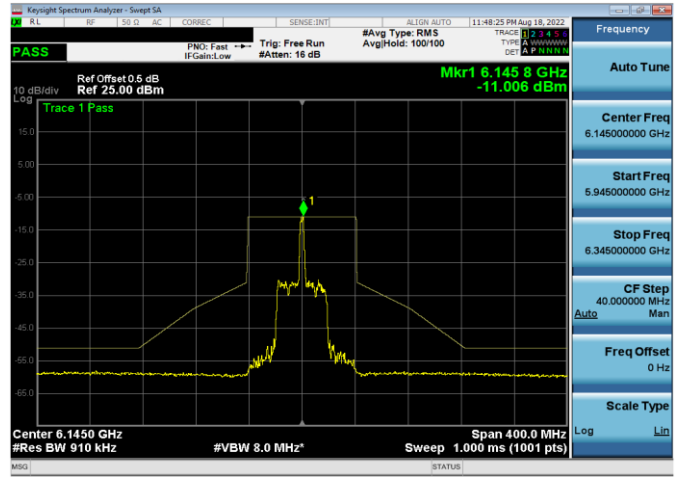 Keysight Spectrum Analyzer - Swept SA
RL RF 50 Ω AC CORREC SENSE:INT ALIGN AUTO 11:48:25 PM Aug 18, 2022
PASS
PNO: Fast
IFGain:Low
Trig: Free Run
#Atten: 16 dB
#Avg Type: RMS
Avg|Hold: 100/100
TRACE 1 2 3 4 5 6
TYPE A WWWWW
DET A P N N N N
Ref Offset 0.5 dB
10 dB/div Ref 25.00 dBm
Log
Mkr1 6.145 8 GHz
-11.006 dBm
Trace 1 Pass
15.0
5.00
-5.00
-15.0
-25.0
-35.0
-45.0
-55.0
-65.0
1
Center 6.1450 GHz Span 400.0 MHz
#Res BW 910 kHz #VBW 8.0 MHz* Sweep 1.000 ms (1001 pts)
MSG STATUS
Frequency
Auto Tune
Center Freq
6.145000000 GHz
Start Freq
5.945000000 GHz
Stop Freq
6.345000000 GHz
CF Step
40.000000 MHz
Auto Man
Freq Offset
0 Hz
Scale Type
Log Lin